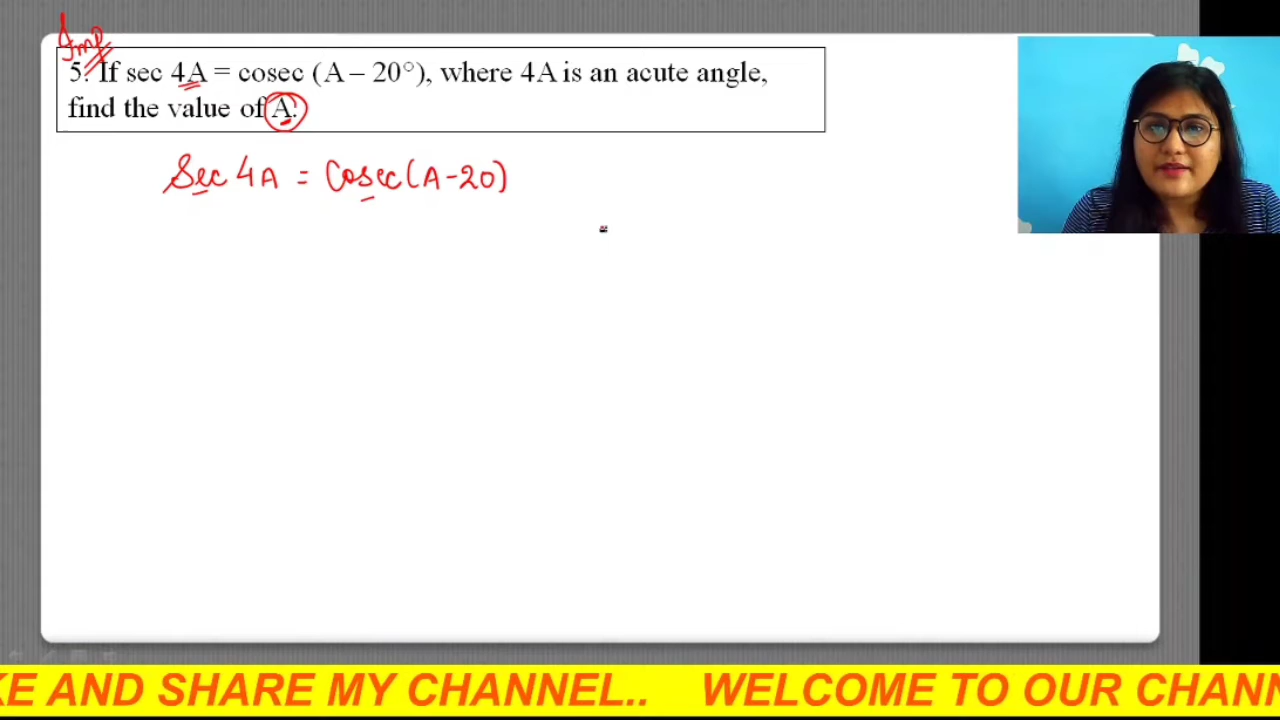 Imp
5. If sec 4A = cosec (A – 20°), where 4A is an acute angle,
find the value of A.
Sec 4A = Cosec(A-20)
KE AND SHARE MY CHANNEL.. WELCOME TO OUR CHANN